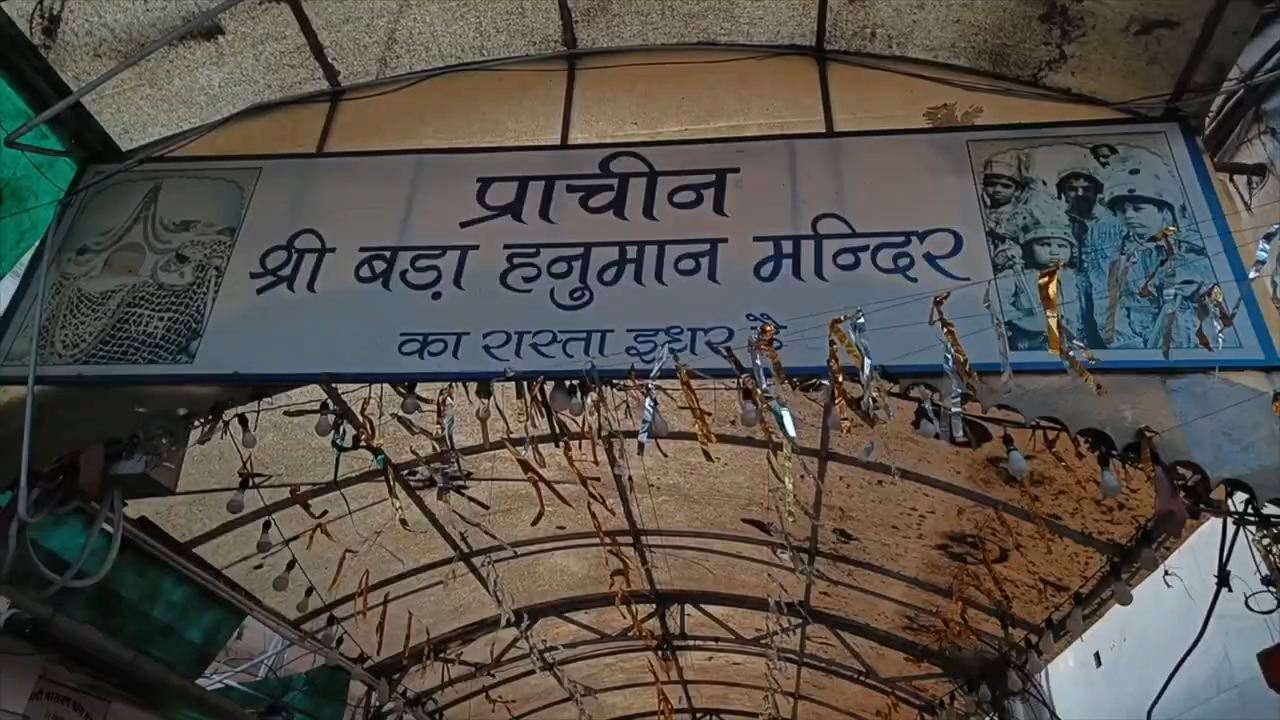 प्राचीन
श्री बड़ा हनुमान मन्दिर
का रास्ता इधर है